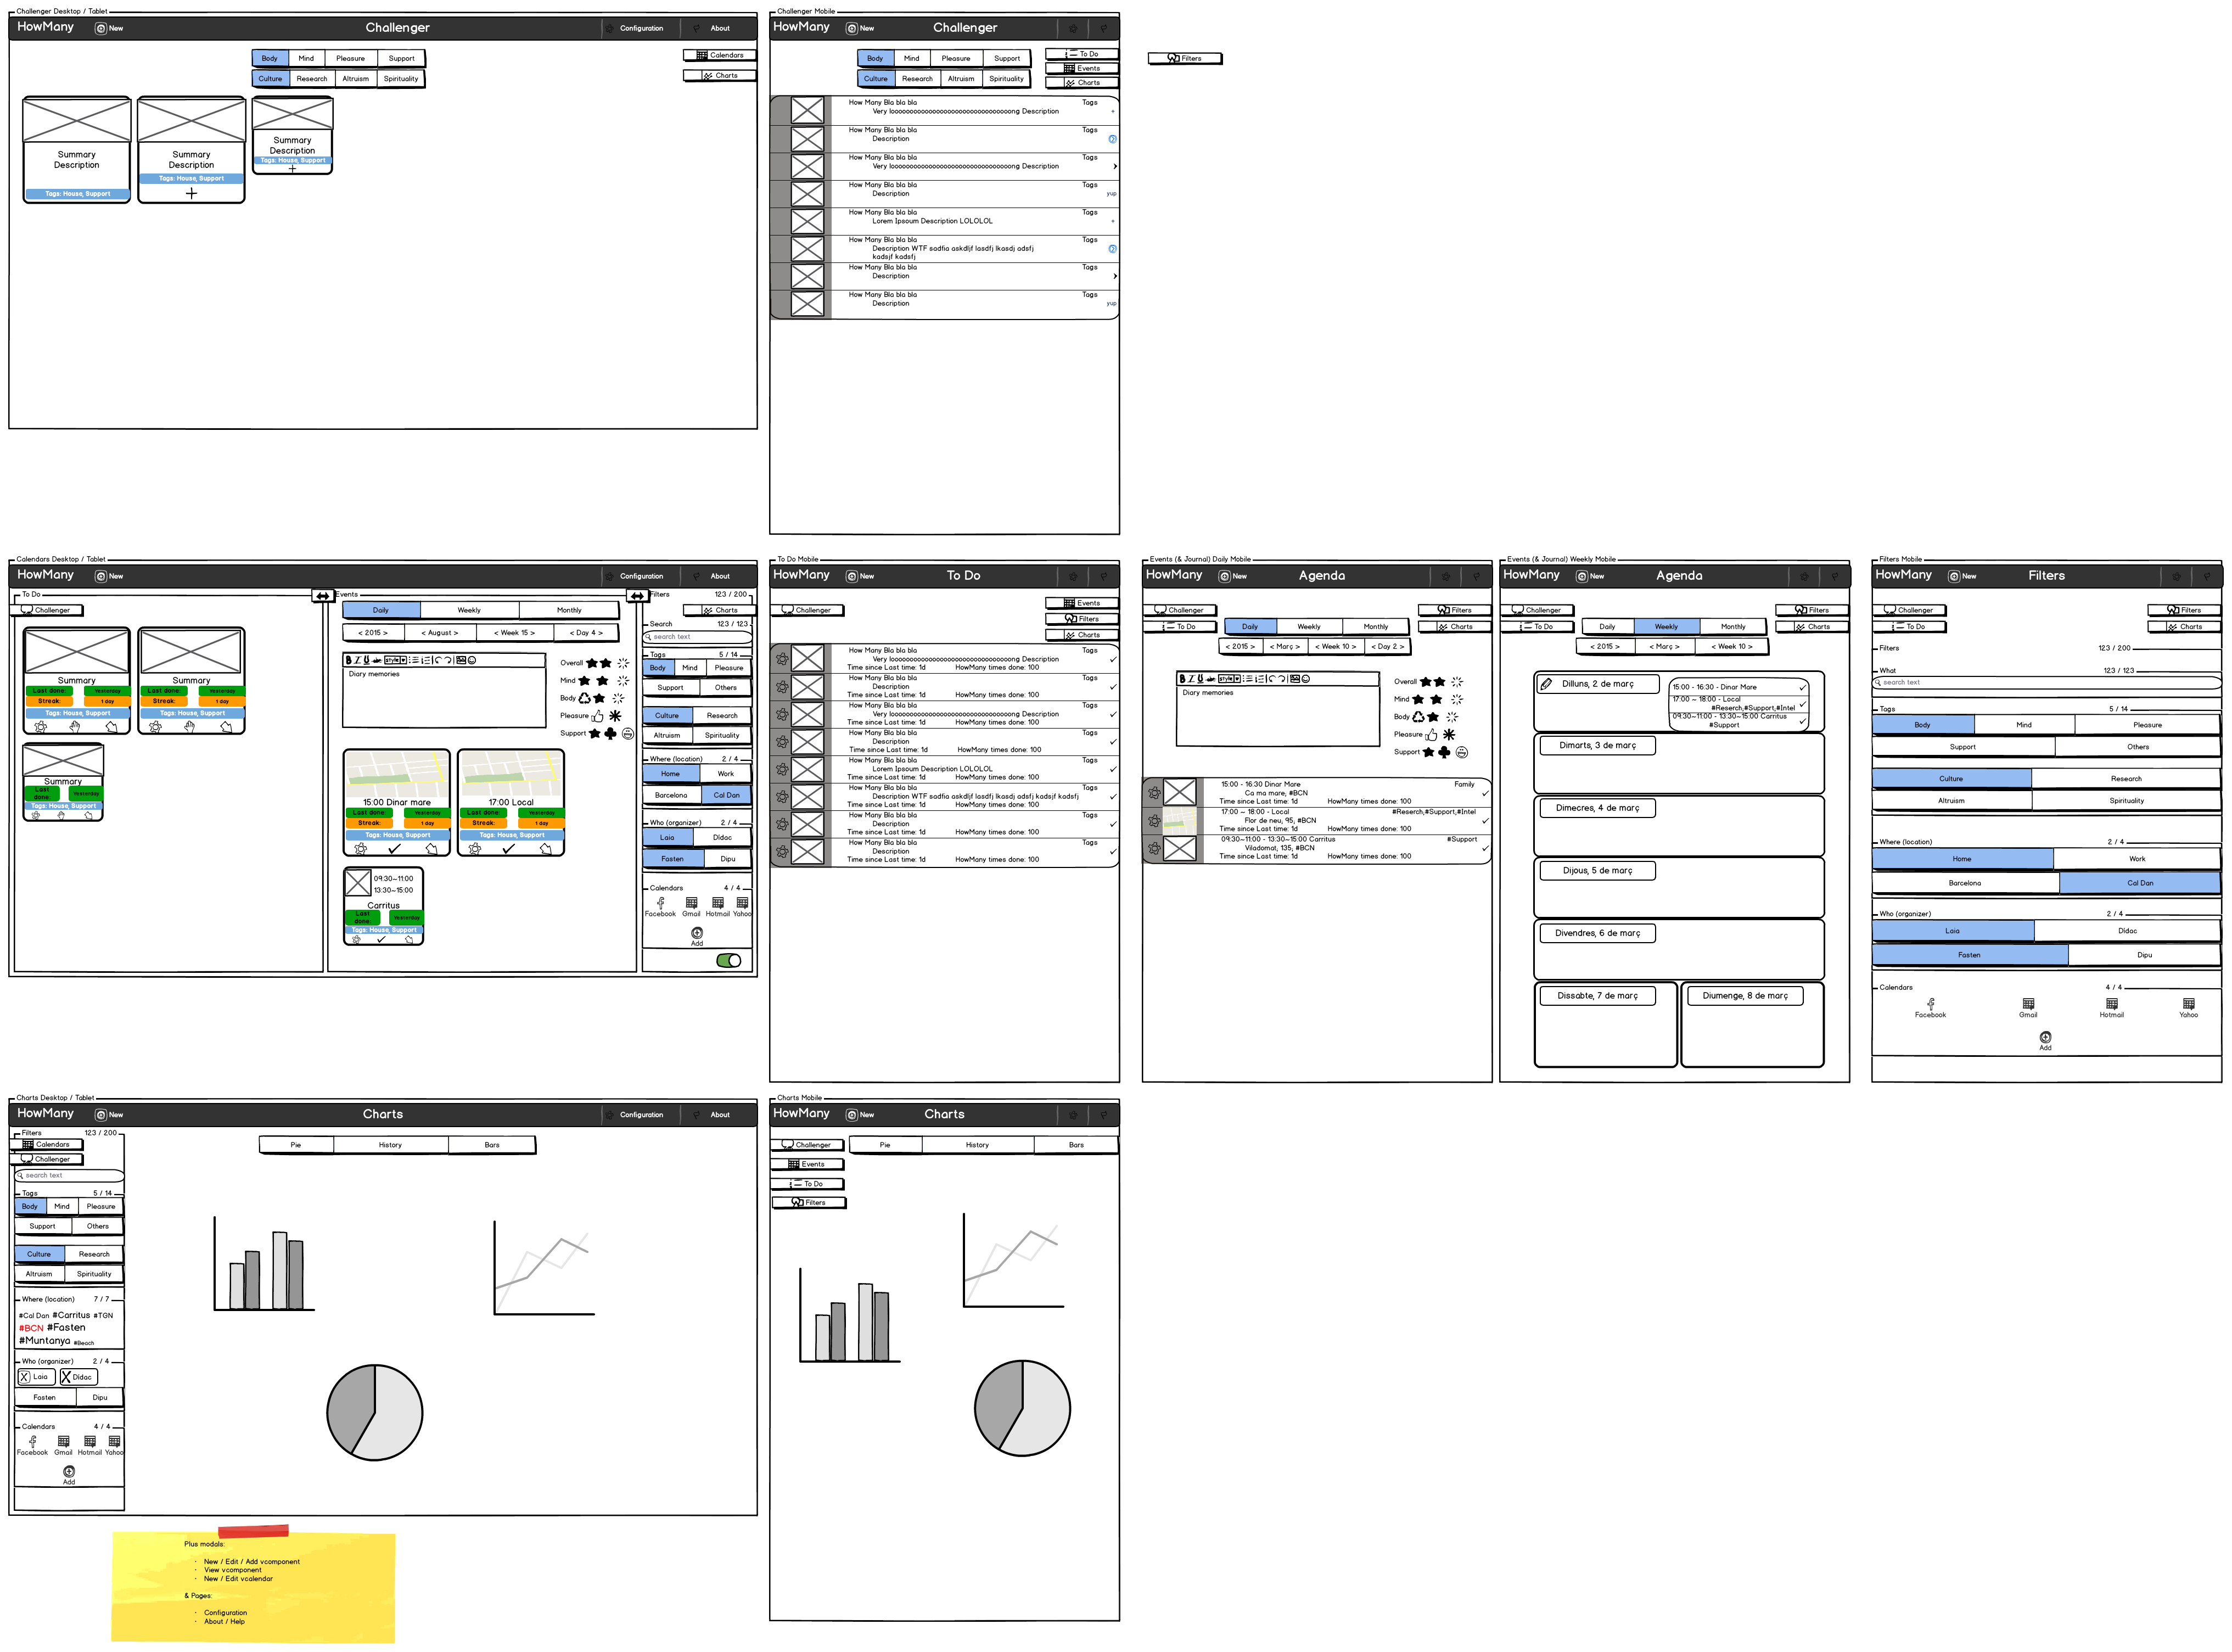 Challenger Desktop / Tablet
HowMany New Challenger Configuration About
Body Mind Pleasure Support
Culture Research Altruism Spirituality
Calendars
Charts
Summary
Description
Tags: House, Support
Summary
Description
Tags: House, Support
Summary
Description
Tags: House, Support
Challenger Mobile
HowMany New Challenger
Body Mind Pleasure Support
Culture Research Altruism Spirituality
To Do
Events
Charts
How Many Bla bla bla Tags
Very looooooooooooooooooooooooooooooooong Description
How Many Bla bla bla Tags
Description
How Many Bla bla bla Tags
Very looooooooooooooooooooooooooooooooong Description
How Many Bla bla bla Tags
Description yup
How Many Bla bla bla Tags
Lorem Ipsoum Description LOLOLOL
How Many Bla bla bla Tags
Description WTF sadfia askdljf lasdfj lkasdj adsfj
kadsjf kadsfj
How Many Bla bla bla Tags
Description
How Many Bla bla bla Tags
Description yup
Filters
Calendars Desktop / Tablet
HowMany New Configuration About
To Do
Challenger
Summary
Last done: Yesterday
Streak: 1 day
Tags: House, Support
Summary
Last done: Yesterday
Streak: 1 day
Tags: House, Support
Summary
Last done: Yesterday
Tags: House, Support
Events
Daily Weekly Monthly
< 2015 > < August > < Week 15 > < Day 4 >
B I U abc style
Diary memories
Overall
Mind
Body
Pleasure
Support
15:00 Dinar mare
Last done: Yesterday
Streak: 1 day
Tags: House, Support
17:00 Local
Last done: Yesterday
Streak: 1 day
Tags: House, Support
09:30~11:00
13:30~15:00
Carritus
Last done: Yesterday
Tags: House, Support
Filters 123 / 200
Charts
Search 123 / 123
search text
Tags 5 / 14
Body Mind Pleasure
Support Others
Culture Research
Altruism Spirituality
Where (location) 2 / 4
Home Work
Barcelona Cal Dan
Who (organizer) 2 / 4
Laia Dídac
Fasten Dipu
Calendars 4 / 4
Facebook Gmail Hotmail Yahoo
Add
To Do Mobile
HowMany New To Do
Challenger
Events
Filters
Charts
How Many Bla bla bla Tags
Very looooooooooooooooooooooooooooooooong Description
Time since Last time: 1d HowMany times done: 100
How Many Bla bla bla Tags
Description
Time since Last time: 1d HowMany times done: 100
How Many Bla bla bla Tags
Very looooooooooooooooooooooooooooooooong Description
Time since Last time: 1d HowMany times done: 100
How Many Bla bla bla Tags
Description
Time since Last time: 1d HowMany times done: 100
How Many Bla bla bla Tags
Lorem Ipsoum Description LOLOLOL
Time since Last time: 1d HowMany times done: 100
How Many Bla bla bla Tags
Description WTF sadfia askdljf lasdfj lkasdj adsfj kadsjf kadsfj
Time since Last time: 1d HowMany times done: 100
How Many Bla bla bla Tags
Description
Time since Last time: 1d HowMany times done: 100
How Many Bla bla bla Tags
Description
Time since Last time: 1d HowMany times done: 100
Events (& Journal) Daily Mobile
HowMany New Agenda
Challenger Filters
To Do Daily Weekly Monthly Charts
< 2015 > < Març > < Week 10 > < Day 2 >
B I U abc style
Diary memories
Overall
Mind
Body
Pleasure
Support
15:00 - 16:30 Dinar Mare Family
Ca ma mare, #BCN
Time since Last time: 1d HowMany times done: 100
17:00 ~ 18:00 - Local #Reserch,#Support,#Intel
Flor de neu, 95, #BCN
Time since Last time: 1d HowMany times done: 100
09:30~11:00 - 13:30~15:00 Carritus #Support
Viladomat, 135, #BCN
Time since Last time: 1d HowMany times done: 100
Events (& Journal) Weekly Mobile
HowMany New Agenda
Challenger Filters
To Do Daily Weekly Monthly Charts
< 2015 > < Març > < Week 10 >
Dilluns, 2 de març
15:00 - 16:30 - Dinar Mare
17:00 ~ 18:00 - Local
#Reserch,#Support,#Intel
09:30~11:00 - 13:30~15:00 Carritus
#Support
Dimarts, 3 de març
Dimecres, 4 de març
Dijous, 5 de març
Divendres, 6 de març
Dissabte, 7 de març
Diumenge, 8 de març
Filters Mobile
HowMany New Filters
Challenger Filters
To Do Charts
Filters 123 / 200
What 123 / 123
search text
Tags 5 / 14
Body Mind Pleasure
Support Others
Culture Research
Altruism Spirituality
Where (location) 2 / 4
Home Work
Barcelona Cal Dan
Who (organizer) 2 / 4
Laia Dídac
Fasten Dipu
Calendars 4 / 4
Facebook Gmail Hotmail Yahoo
Add
Charts Desktop / Tablet
HowMany New Charts Configuration About
Filters 123 / 200
Calendars
Challenger
search text
Tags 5 / 14
Body Mind Pleasure
Support Others
Culture Research
Altruism Spirituality
Where (location) 7 / 7
#Cal Dan #Carritus #TGN
#BCN #Fasten
#Muntanya #Beach
Who (organizer) 2 / 4
Laia Dídac
Fasten Dipu
Calendars 4 / 4
Facebook Gmail Hotmail Yahoo
Add
Pie History Bars
Charts Mobile
HowMany New Charts
Challenger Pie History Bars
Events
To Do
Filters
Plus modals:
· New / Edit / Add vcomponent
· View vcomponent
· New / Edit vcalendar
& Pages:
· Configuration
· About / Help